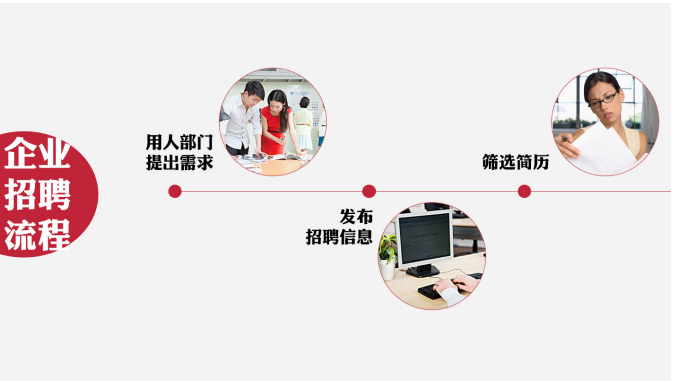 企业
招聘
流程
用人部门
提出需求
发布
招聘信息
筛选简历